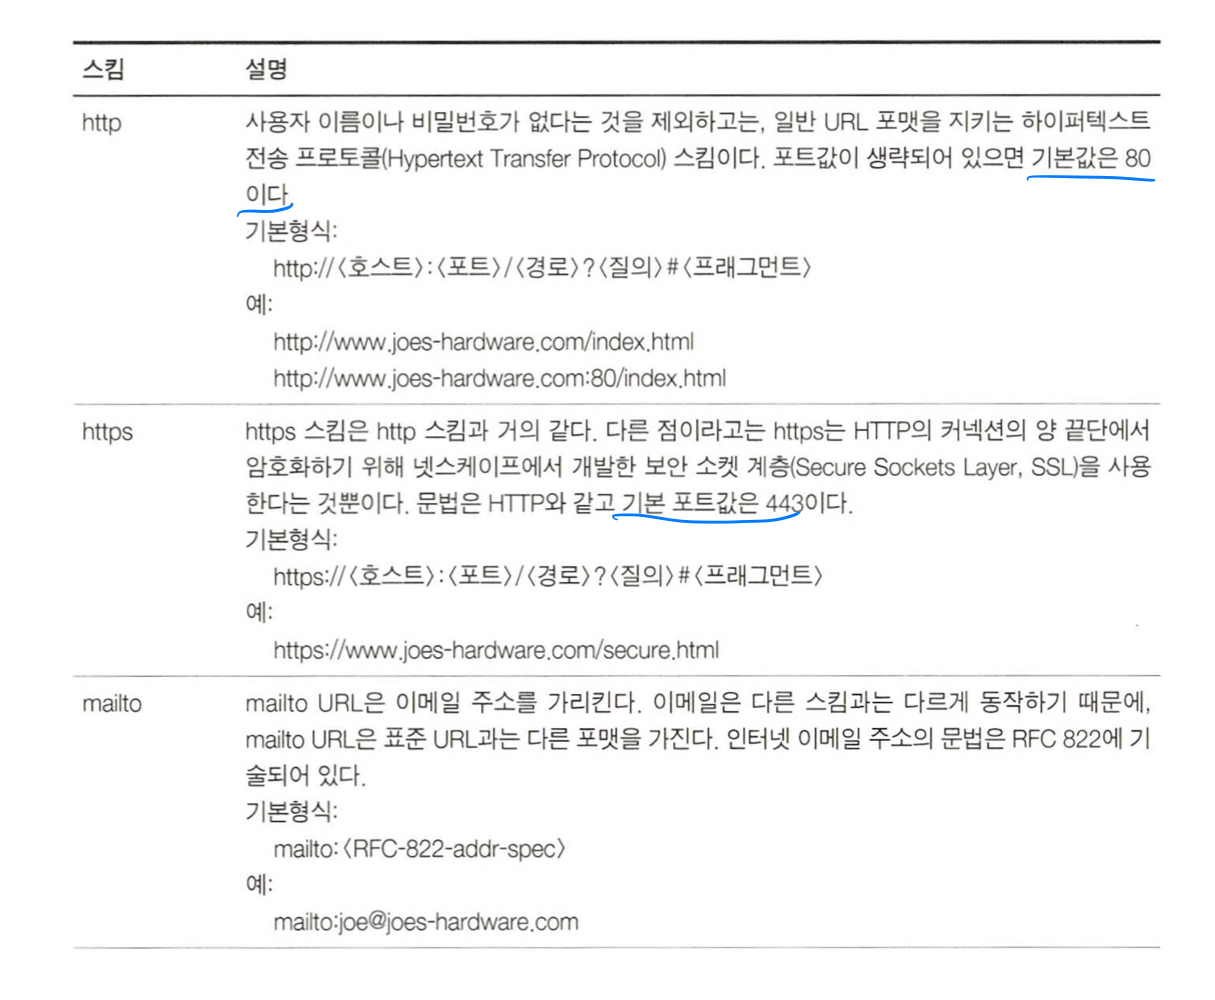 스킴 설명
http 사용자 이름이나 비밀번호가 없다는 것을 제외하고는, 일반 URL 포맷을 지키는 하이퍼텍스트
전송 프로토콜(Hypertext Transfer Protocol) 스킴이다. 포트값이 생략되어 있으면 기본값은 80
이다.
기본형식:
http://〈호스트〉:〈포트〉/〈경로〉?〈질의〉#〈프래그먼트〉
예:
http://www.joes-hardware.com/index.html
http://www.joes-hardware.com:80/index.html
https https 스킴은 http 스킴과 거의 같다. 다른 점이라고는 https는 HTTP의 커넥션의 양 끝단에서
암호화하기 위해 넷스케이프에서 개발한 보안 소켓 계층(Secure Sockets Layer, SSL)을 사용
한다는 것뿐이다. 문법은 HTTP와 같고 기본 포트값은 443이다.
기본형식:
https://〈호스트〉:〈포트〉/〈경로〉?〈질의〉#〈프래그먼트〉
예:
https://www.joes-hardware.com/secure.html
mailto mailto URL은 이메일 주소를 가리킨다. 이메일은 다른 스킴과는 다르게 동작하기 때문에,
mailto URL은 표준 URL과는 다른 포맷을 가진다. 인터넷 이메일 주소의 문법은 RFC 822에 기
술되어 있다.
기본형식:
mailto:〈RFC-822-addr-spec〉
예:
mailto:joe@joes-hardware.com